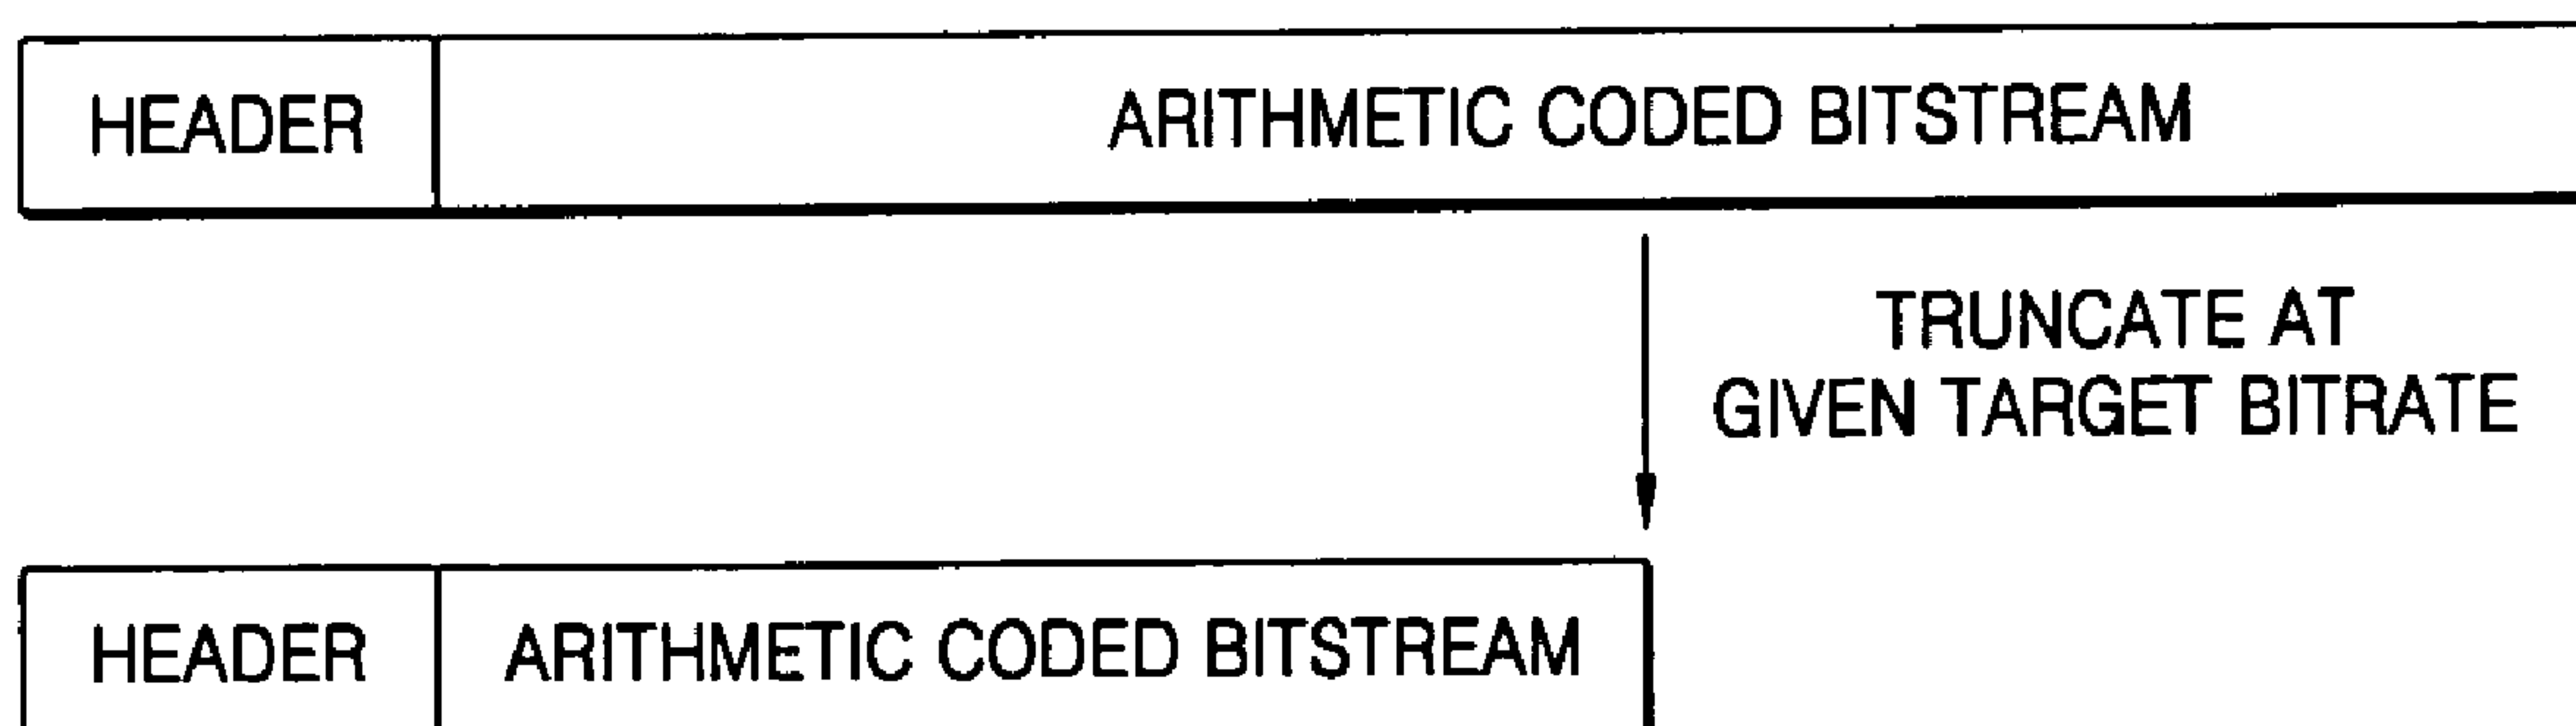 HEADER ARITHMETIC CODED BITSTREAM
TRUNCATE AT
GIVEN TARGET BITRATE
HEADER ARITHMETIC CODED BITSTREAM